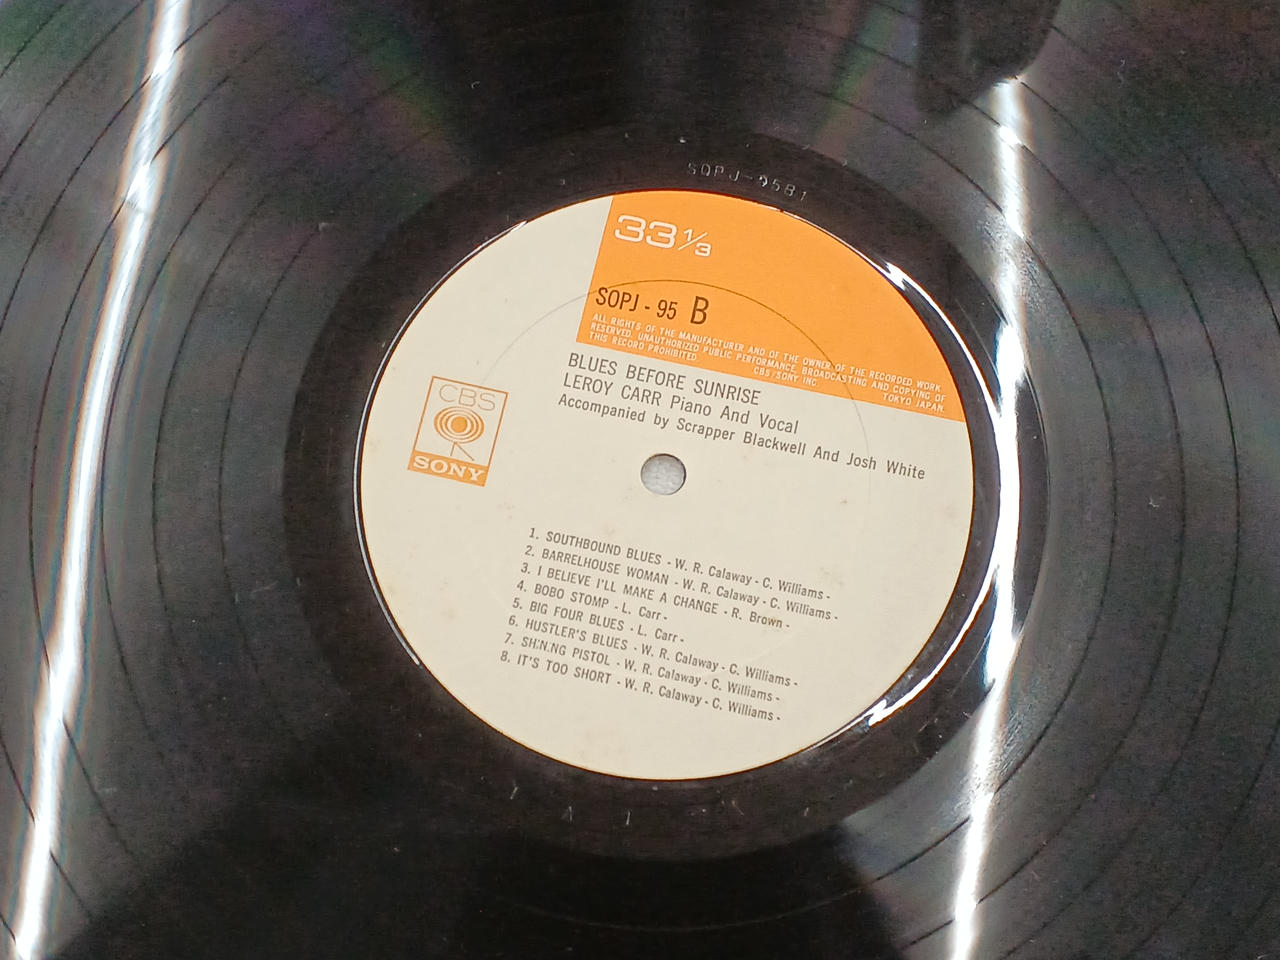 SOPJ-95B1
33 1/3
SOPJ - 95 B
ALL RIGHTS OF THE MANUFACTURER AND OF THE OWNER OF THE RECORDED WORK
RESERVED. UNAUTHORIZED PUBLIC PERFORMANCE, BROADCASTING AND COPYING OF
THIS RECORD PROHIBITED CBS/SONY INC TOKYO JAPAN.
BLUES BEFORE SUNRISE
LEROY CARR Piano And Vocal
Accompanied by Scrapper Blackwell And Josh White
CBS
SONY
1. SOUTHBOUND BLUES - W. R. Calaway - C. Williams -
2. BARRELHOUSE WOMAN - W. R. Calaway - C. Williams -
3. I BELIEVE I'LL MAKE A CHANGE - R. Brown -
4. BOBO STOMP - L. Carr -
5. BIG FOUR BLUES - L. Carr -
6. HUSTLER'S BLUES - W. R. Calaway - C. Williams -
7. SHINING PISTOL - W. R. Calaway - C. Williams -
8. IT'S TOO SHORT - W. R. Calaway - C. Williams -